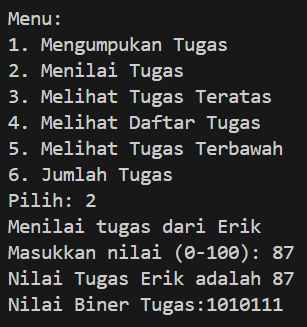 Menu:
1. Mengumpukan Tugas
2. Menilai Tugas
3. Melihat Tugas Teratas
4. Melihat Daftar Tugas
5. Melihat Tugas Terbawah
6. Jumlah Tugas
Pilih: 2
Menilai tugas dari Erik
Masukkan nilai (0-100): 87
Nilai Tugas Erik adalah 87
Nilai Biner Tugas:1010111